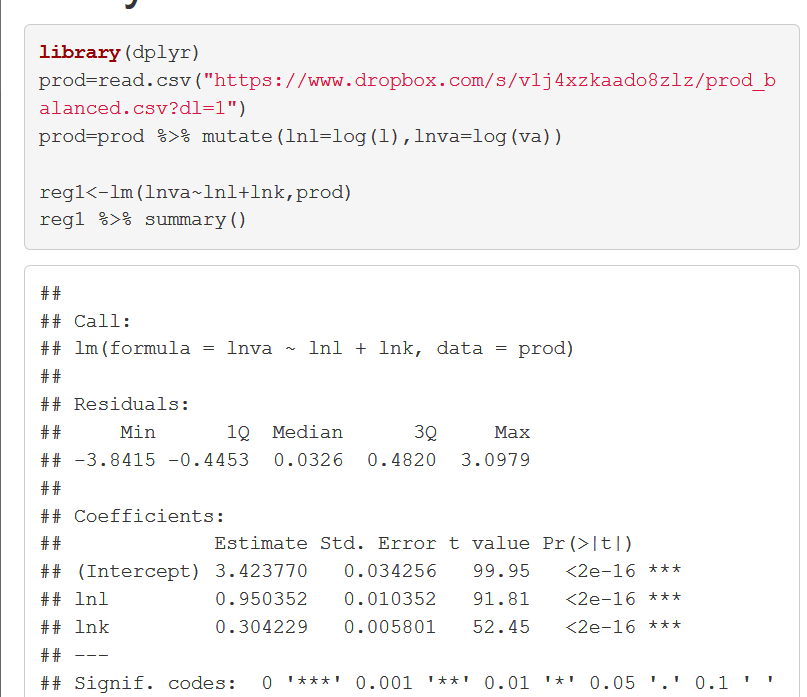 library(dplyr)
prod=read.csv("https://www.dropbox.com/s/v1j4xzkaado8zlz/prod_b
alanced.csv?dl=1")
prod=prod %>% mutate(lnl=log(l),lnva=log(va))
reg1<-lm(lnva~lnl+lnk,prod)
reg1 %>% summary()
##
## Call:
## lm(formula = lnva ~ lnl + lnk, data = prod)
##
## Residuals:
##     Min      1Q  Median      3Q     Max
## -3.8415 -0.4453  0.0326  0.4820  3.0979
##
## Coefficients:
##             Estimate Std. Error t value Pr(>|t|)
## (Intercept) 3.423770   0.034256   99.95   <2e-16 ***
## lnl         0.950352   0.010352   91.81   <2e-16 ***
## lnk         0.304229   0.005801   52.45   <2e-16 ***
## ---
## Signif. codes:  0 '***' 0.001 '**' 0.01 '*' 0.05 '.' 0.1 ' '